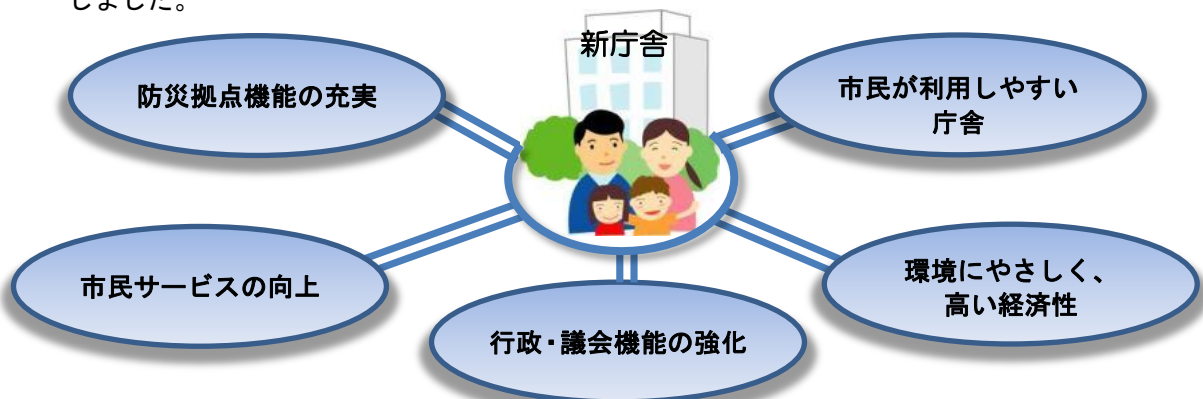 しました。
新庁舎
防災拠点機能の充実
市民が利用しやすい
庁舎
市民サービスの向上
環境にやさしく、
高い経済性
行政・議会機能の強化